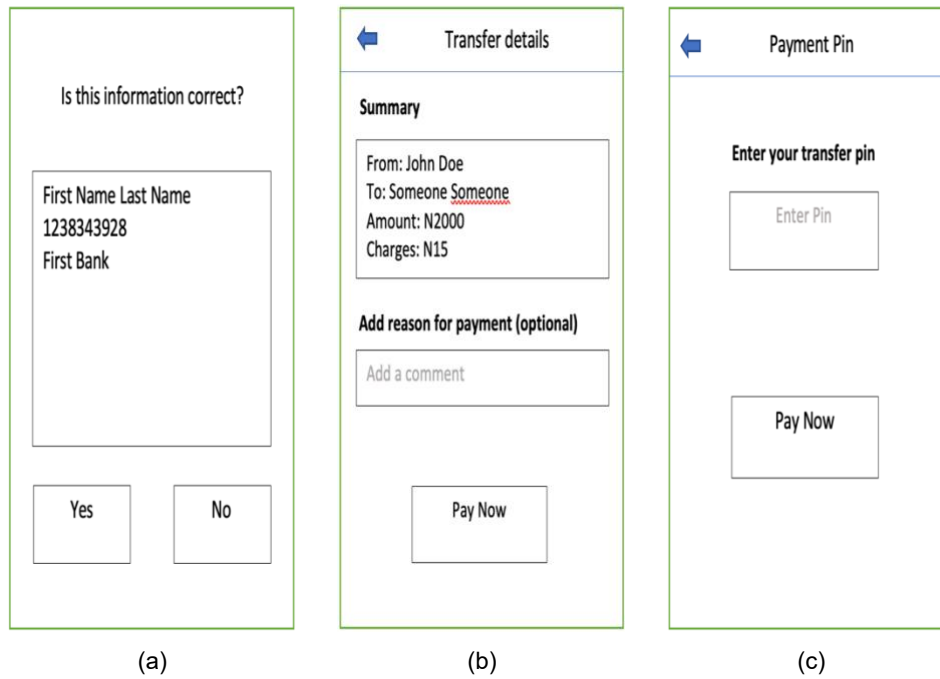 Is this information correct?
First Name Last Name
1238343928
First Bank
Yes
No
(a)
Transfer details
Summary
From: John Doe
To: Someone Someone
Amount: N2000
Charges: N15
Add reason for payment (optional)
Add a comment
Pay Now
(b)
Payment Pin
Enter your transfer pin
Enter Pin
Pay Now
(c)